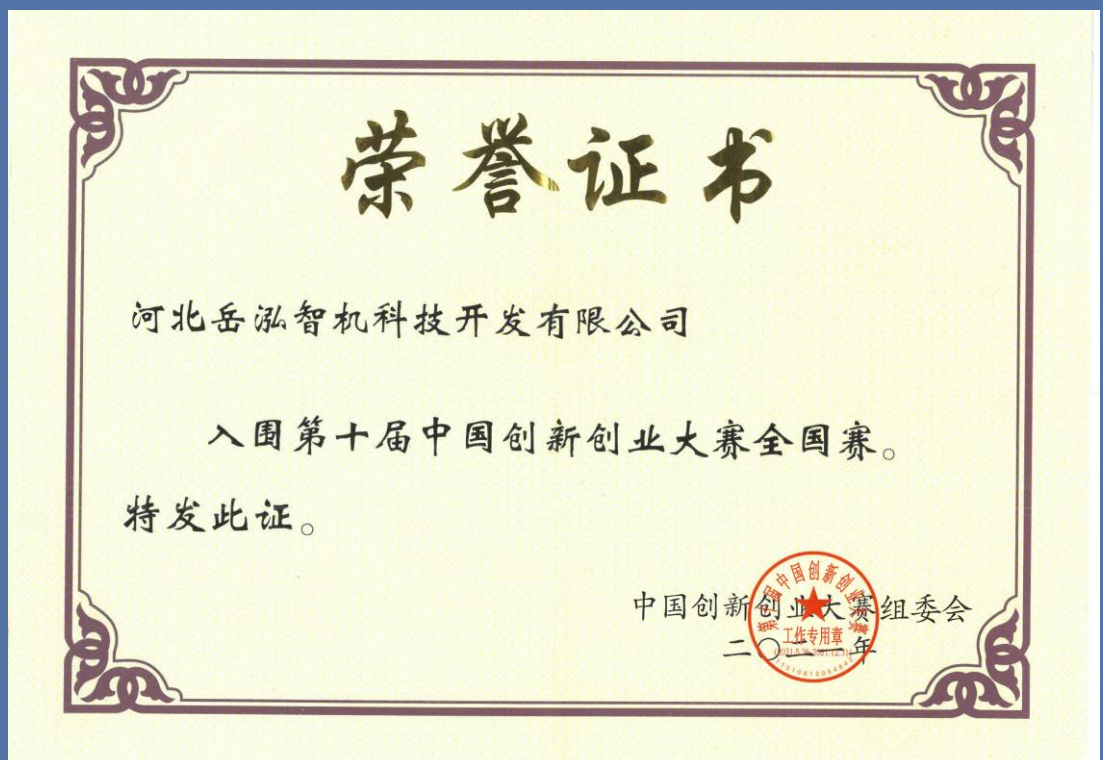 荣誉证书
河北岳泓智机科技开发有限公司
入围第十届中国创新创业大赛全国赛。
特发此证。
中国创新创业大赛组委会
二〇二一年
工作专用章